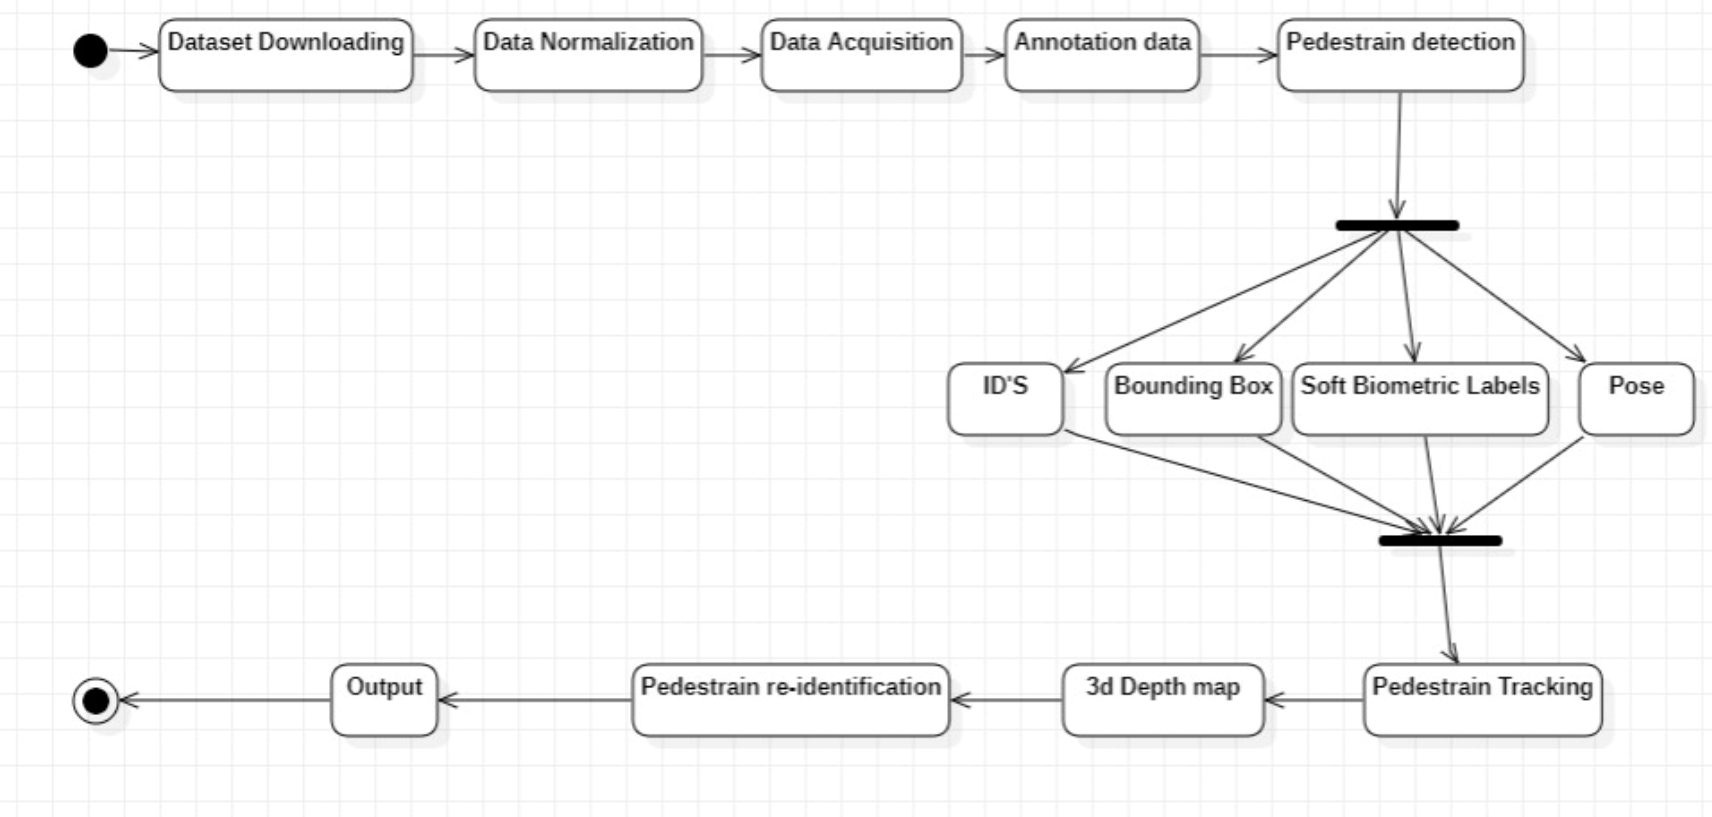 Dataset Downloading
Data Normalization
Data Acquisition
Annotation data
Pedestrain detection
ID'S
Bounding Box
Soft Biometric Labels
Pose
Output
Pedestrain re-identification
3d Depth map
Pedestrain Tracking